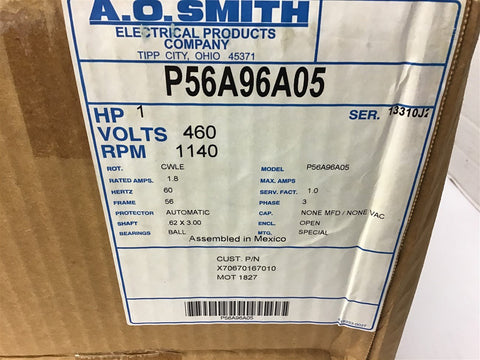 A.O. SMITH
ELECTRICAL PRODUCTS
COMPANY
TIPP CITY, OHIO 45371
P56A96A05
HP 1 SER. 13310J2
VOLTS 460
RPM 1140
ROT. CWLE MODEL P56A96A05
RATED AMPS. 1.8 MAX. AMPS
HERTZ 60 SERV. FACT. 1.0
FRAME 56 PHASE 3
PROTECTOR AUTOMATIC CAP. NONE MFD / NONE VAC
SHAFT .62 X 3.00 ENCL. OPEN
BEARINGS BALL MTG. SPECIAL
Assembled in Mexico
CUST. P/N
X70670167010
MOT 1827
P56A96A05